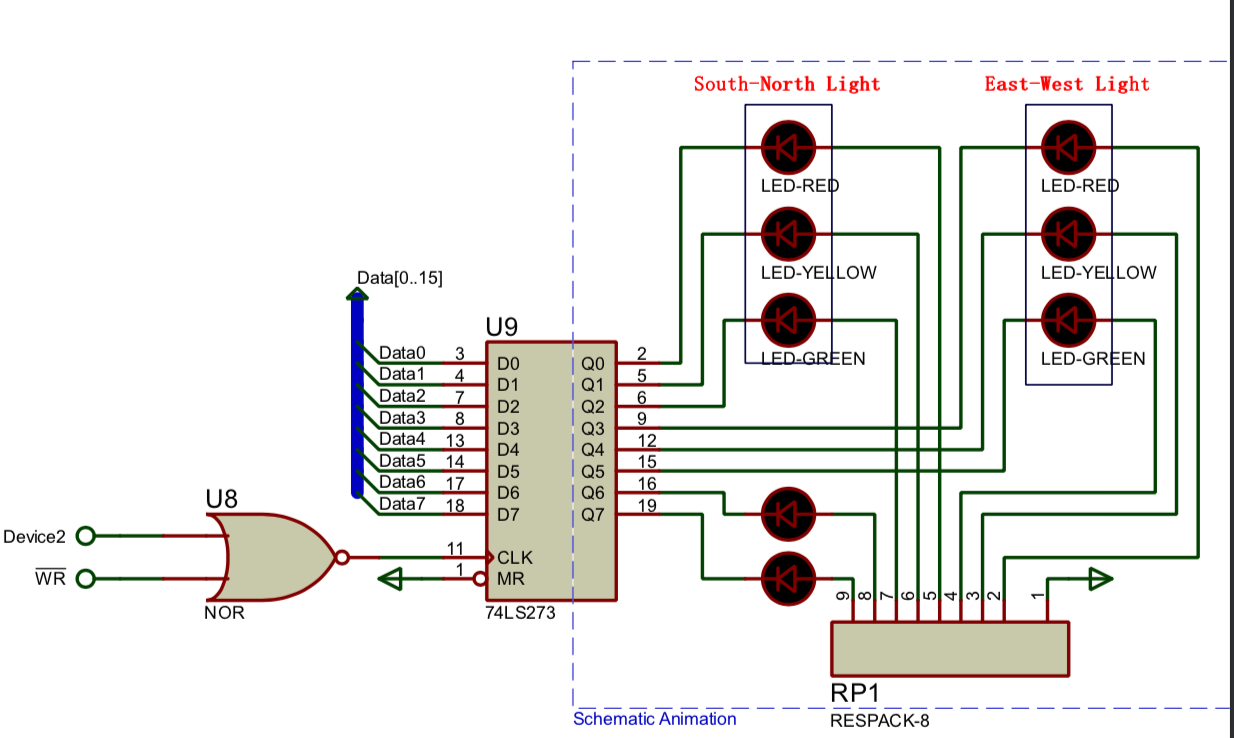 South-North Light
East-West Light
LED-RED
LED-RED
LED-YELLOW
LED-YELLOW
LED-GREEN
LED-GREEN
Data[0..15]
U9
Data0 3 D0 Q0 2
Data1 4 D1 Q1 5
Data2 7 D2 Q2 6
Data3 8 D3 Q3 9
Data4 13 D4 Q4 12
Data5 14 D5 Q5 15
Data6 17 D6 Q6 16
Data7 18 D7 Q7 19
U8
Device2
11 CLK
W̅R̅
1 MR
NOR
74LS273
9 8 7 6 5 4 3 2 1
RP1
Schematic Animation
RESPACK-8